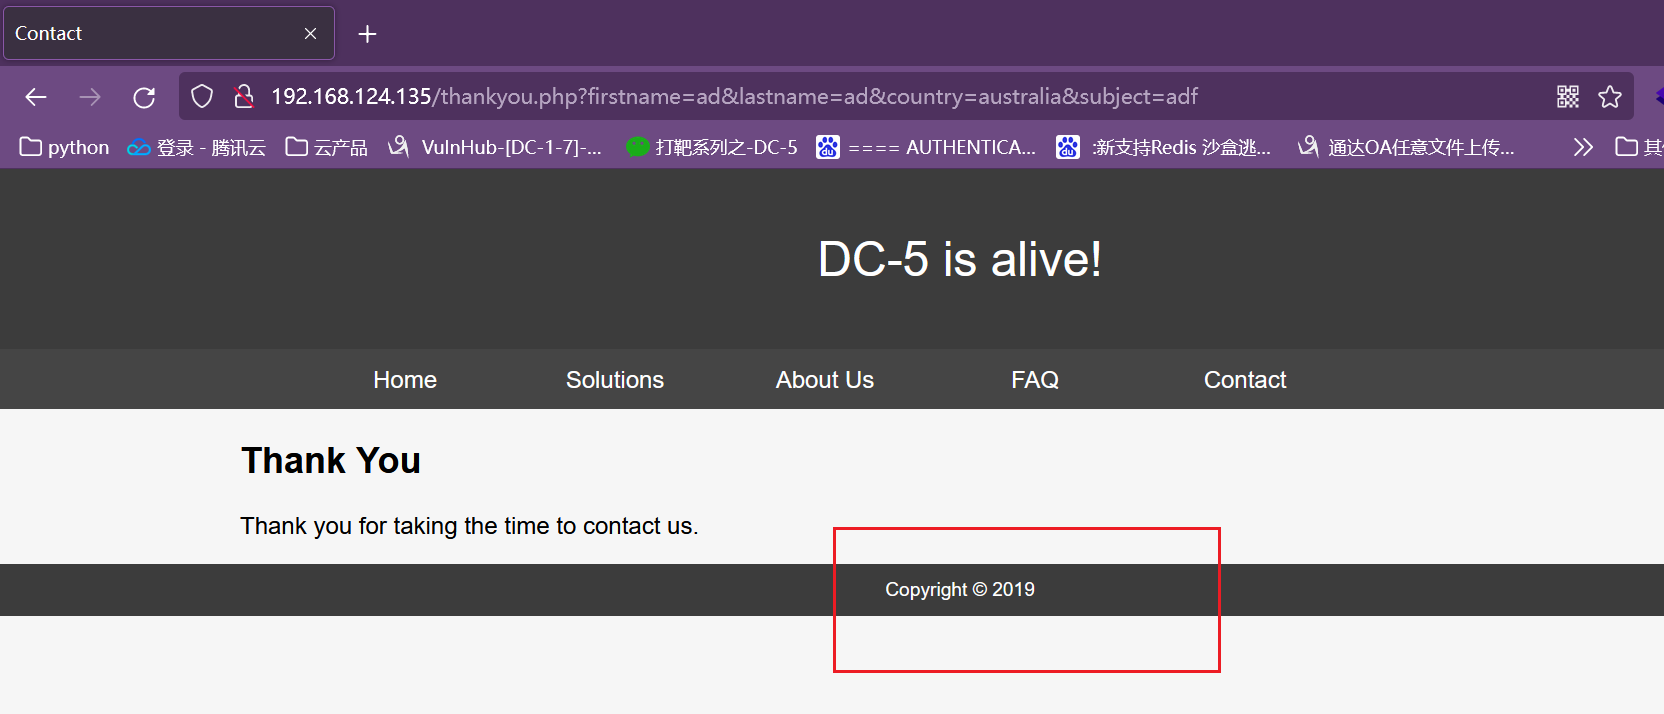 Contact
192.168.124.135/thankyou.php?firstname=ad&lastname=ad&country=australia&subject=adf
python 登录 - 腾讯云 云产品 VulnHub-[DC-1-7]-... 打靶系列之-DC-5 ==== AUTHENTICA... :新支持Redis 沙盒逃... 通达OA任意文件上传...
DC-5 is alive!
Home Solutions About Us FAQ Contact
Thank You
Thank you for taking the time to contact us.
Copyright © 2019